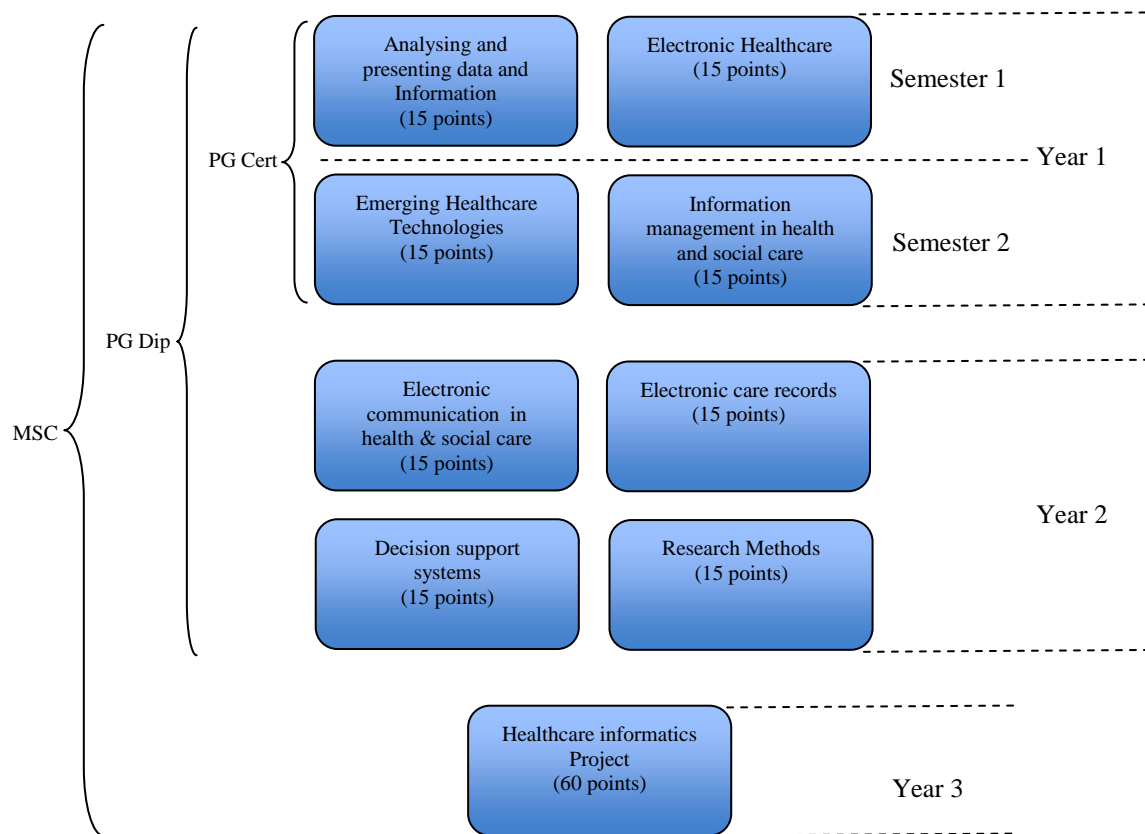 Analysing and
presenting data and
Information
(15 points)
Electronic Healthcare
(15 points)
Semester 1
PG Cert
Year 1
Emerging Healthcare
Technologies
(15 points)
Information
management in health
and social care
(15 points)
Semester 2
PG Dip
Electronic
communication in
health & social care
(15 points)
Electronic care records
(15 points)
MSC
Year 2
Decision support
systems
(15 points)
Research Methods
(15 points)
Healthcare informatics
Project
(60 points)
Year 3